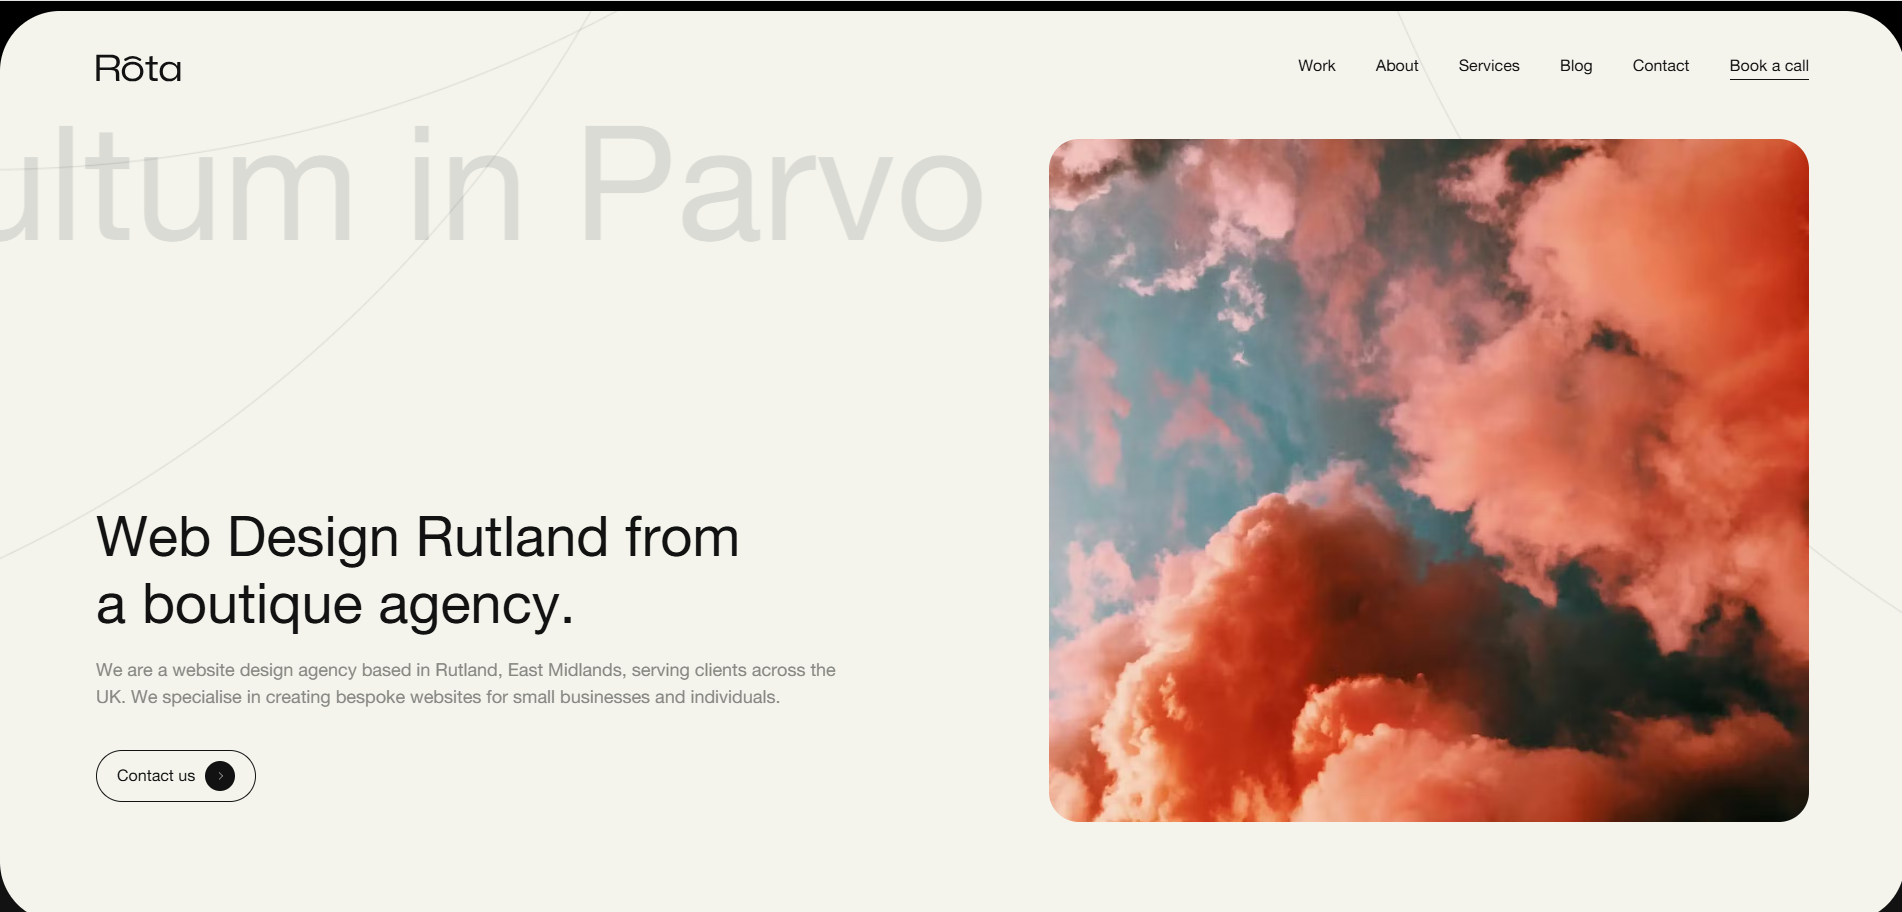 Rôta
Work
About
Services
Blog
Contact
Book a call
ultum in Parvo
Web Design Rutland from
a boutique agency.
We are a website design agency based in Rutland, East Midlands, serving clients across the
UK. We specialise in creating bespoke websites for small businesses and individuals.
Contact us